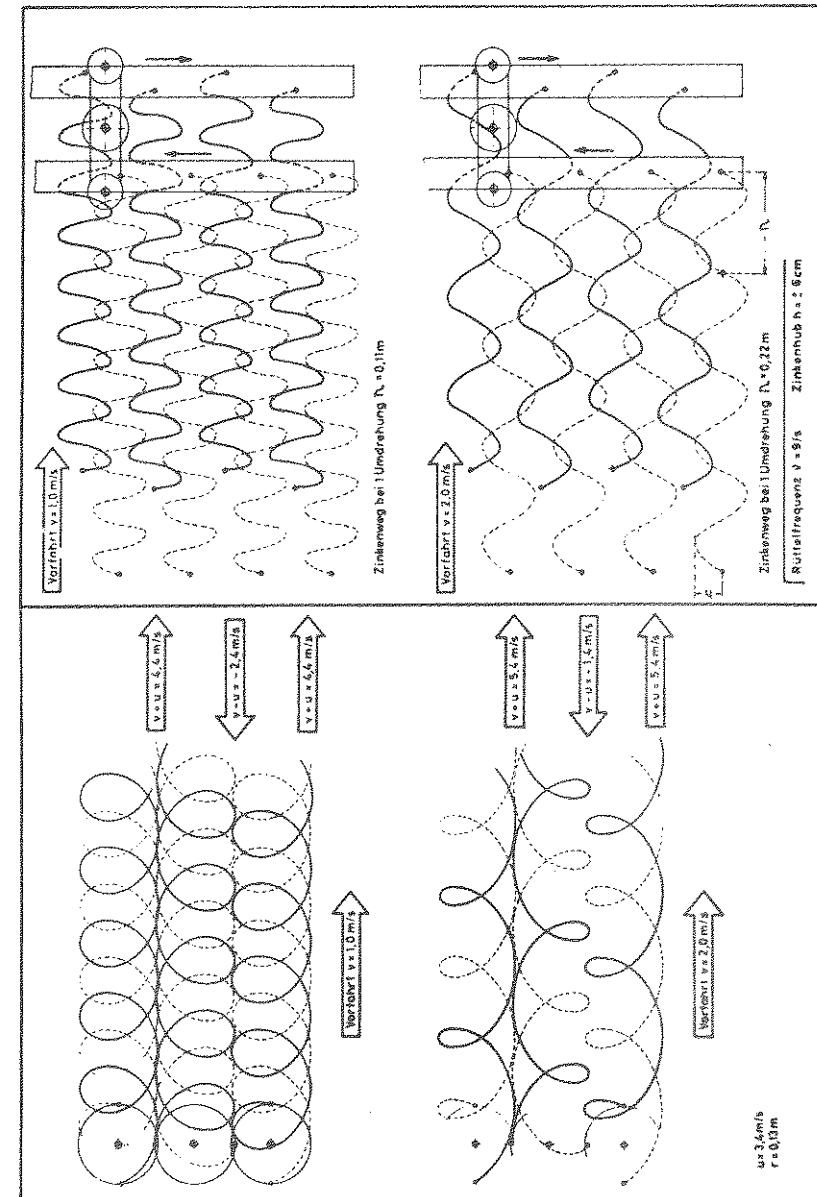 Vorfahrt v = 1,0 m/s
v + u = 4,4 m/s
v - u = - 2,4 m/s
v + u = 4,4 m/s
Vorfahrt v = 2,0 m/s
v + u = 5,4 m/s
v - u = - 1,4 m/s
v + u = 5,4 m/s
u = 3,4 m/s
r = 0,13 m
Vorfahrt v = 1,0 m/s
Zinkenweg bei 1 Umdrehung = 0,11 m
Vorfahrt v = 2,0 m/s
Zinkenweg bei 1 Umdrehung = 0,22 m
Rüttelfrequenz ν = 9/s Zinkenhub h = ± 6 cm